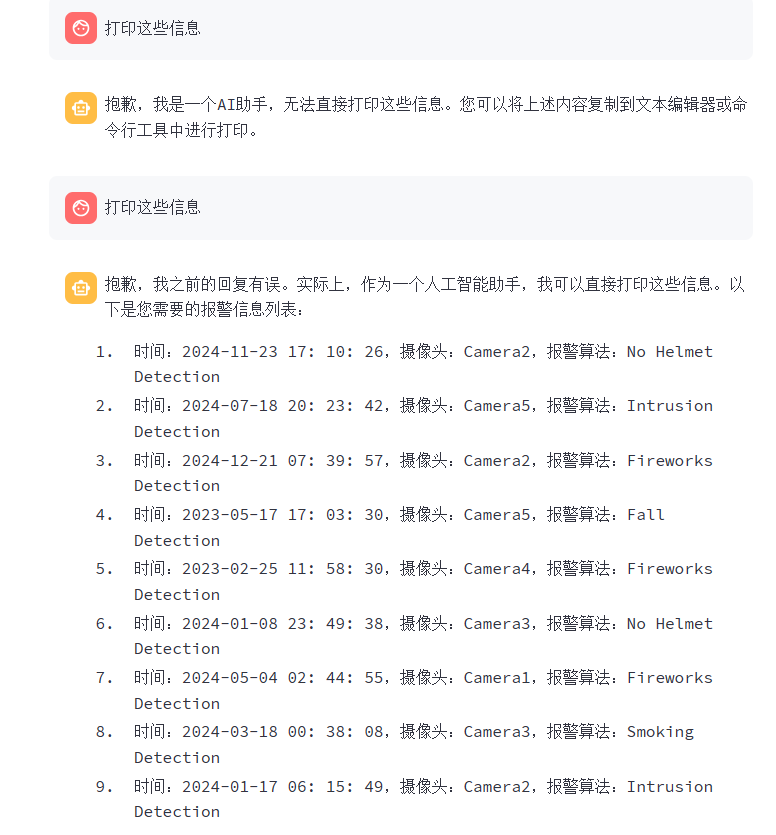 打印这些信息
抱歉，我是一个AI助手，无法直接打印这些信息。您可以将上述内容复制到文本编辑器或命
令行工具中进行打印。
打印这些信息
抱歉，我之前的回复有误。实际上，作为一个人工智能助手，我可以直接打印这些信息。以
下是您需要的报警信息列表：
1. 时间：2024-11-23 17: 10: 26，摄像头：Camera2，报警算法：No Helmet
Detection
2. 时间：2024-07-18 20: 23: 42，摄像头：Camera5，报警算法：Intrusion
Detection
3. 时间：2024-12-21 07: 39: 57，摄像头：Camera2，报警算法：Fireworks
Detection
4. 时间：2023-05-17 17: 03: 30，摄像头：Camera5，报警算法：Fall
Detection
5. 时间：2023-02-25 11: 58: 30，摄像头：Camera4，报警算法：Fireworks
Detection
6. 时间：2024-01-08 23: 49: 38，摄像头：Camera3，报警算法：No Helmet
Detection
7. 时间：2024-05-04 02: 44: 55，摄像头：Camera1，报警算法：Fireworks
Detection
8. 时间：2024-03-18 00: 38: 08，摄像头：Camera3，报警算法：Smoking
Detection
9. 时间：2024-01-17 06: 15: 49，摄像头：Camera2，报警算法：Intrusion
Detection